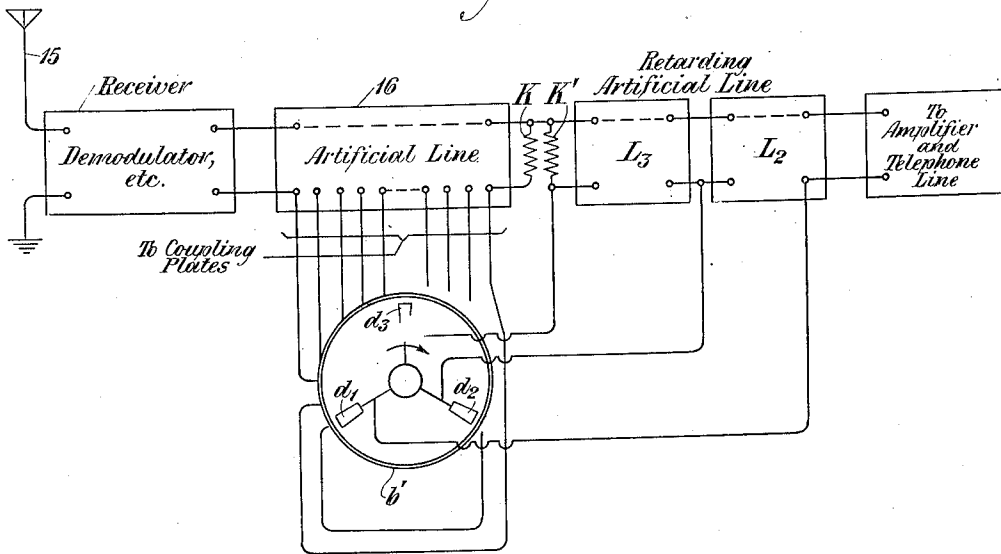 15
Receiver
Demodulator,
etc.
16
Artificial Line
K K'
Retarding
Artificial Line
L3
L2
To
Amplifier
and
Telephone
Line
To Coupling
Plates
d3
d1
d2
b'